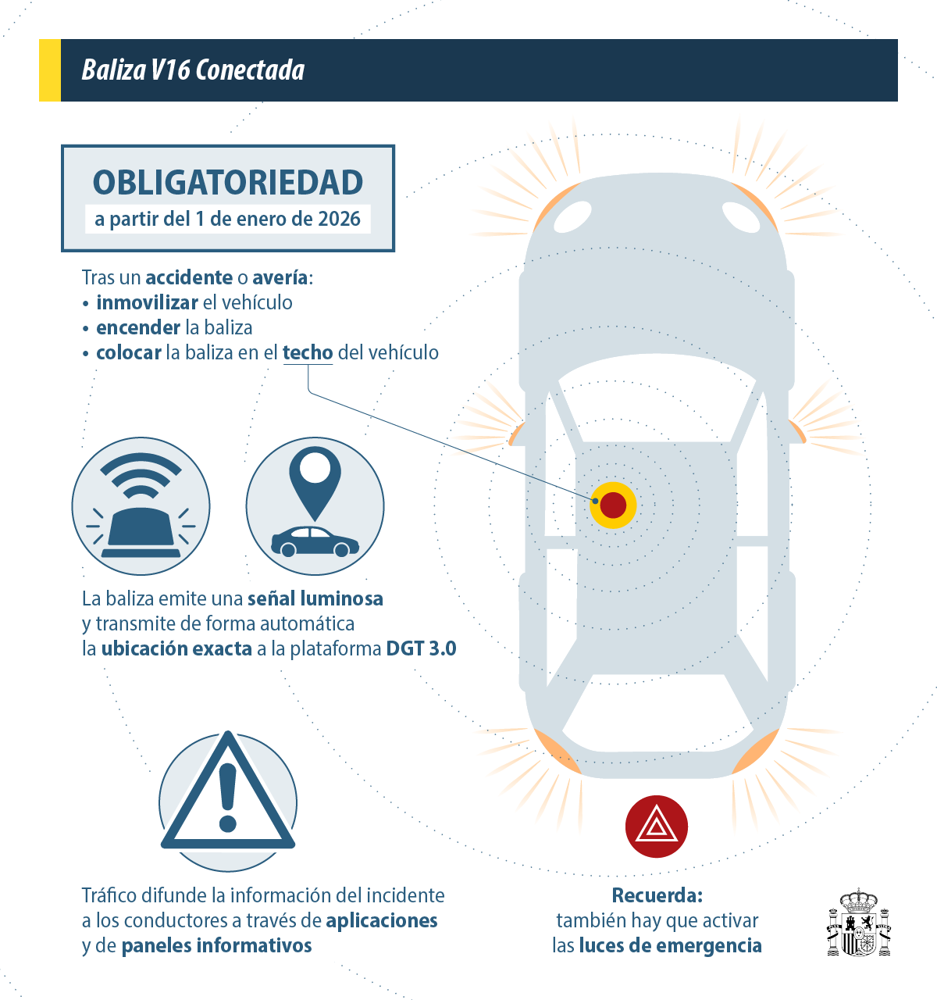 Baliza V16 Conectada
OBLIGATORIEDAD
a partir del 1 de enero de 2026
Tras un accidente o avería:
• inmovilizar el vehículo
• encender la baliza
• colocar la baliza en el techo del vehículo
La baliza emite una señal luminosa
y transmite de forma automática
la ubicación exacta a la plataforma DGT 3.0
Tráfico difunde la información del incidente
a los conductores a través de aplicaciones
y de paneles informativos
Recuerda:
también hay que activar
las luces de emergencia